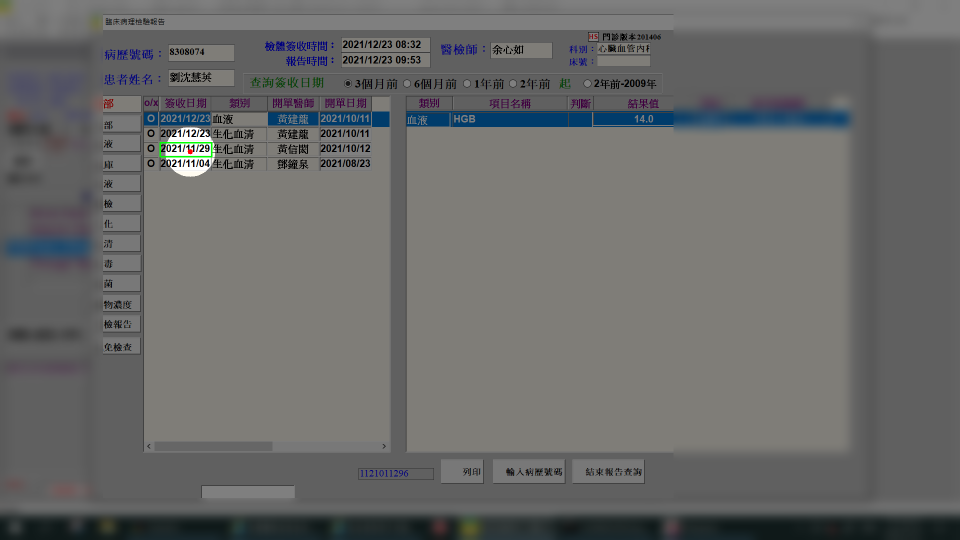 臨床病理檢驗報告
病歷號碼： 8308074 檢體簽收時間： 2021/12/23 08:32 醫檢師： 余心如 HS 門診版本201406
報告時間： 2021/12/23 09:53 科別： 心臟血管內科
床號：
患者姓名： 劉沈慧英 查詢簽收日期 3個月前 6個月前 1年前 2年前 起 2年前-2009年
部 o/x 簽收日期 類別 開單醫師 開單日期 類別 項目名稱 判斷 結果值
O 2021/12/23 血液 黃建龍 2021/10/11 血液 HGB 14.0
部 O 2021/12/23 生化血清 黃建龍 2021/10/11
液 O 2021/11/29 生化血清 2021/10/12
庫 O 2021/11/04 生化血清 鄧鐘泉 2021/08/23
液
檢
化
清
毒
菌
物濃度
檢報告
免檢查
1121011296 列印 輸入病歷號碼 結束報告查詢